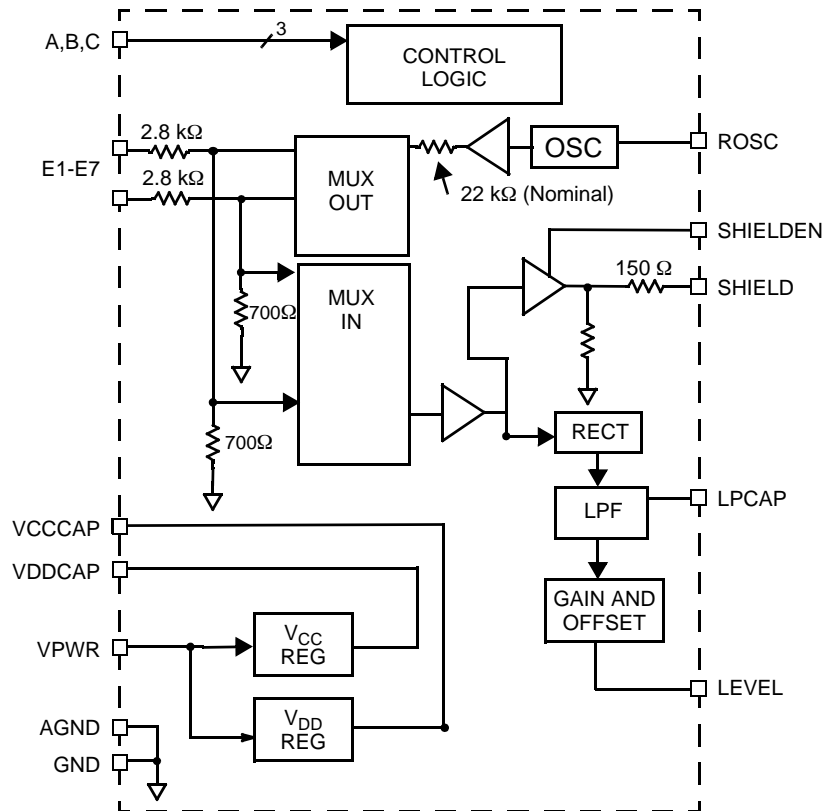 A,B,C
3
CONTROL
LOGIC
2.8 kΩ
E1-E7
2.8 kΩ
MUX
OUT
OSC
ROSC
22 kΩ (Nominal)
SHIELDEN
150 Ω
SHIELD
MUX
IN
700Ω
700Ω
RECT
LPF
LPCAP
GAIN AND
OFFSET
LEVEL
VCCCAP
VDDCAP
VPWR
VCC
REG
VDD
REG
AGND
GND